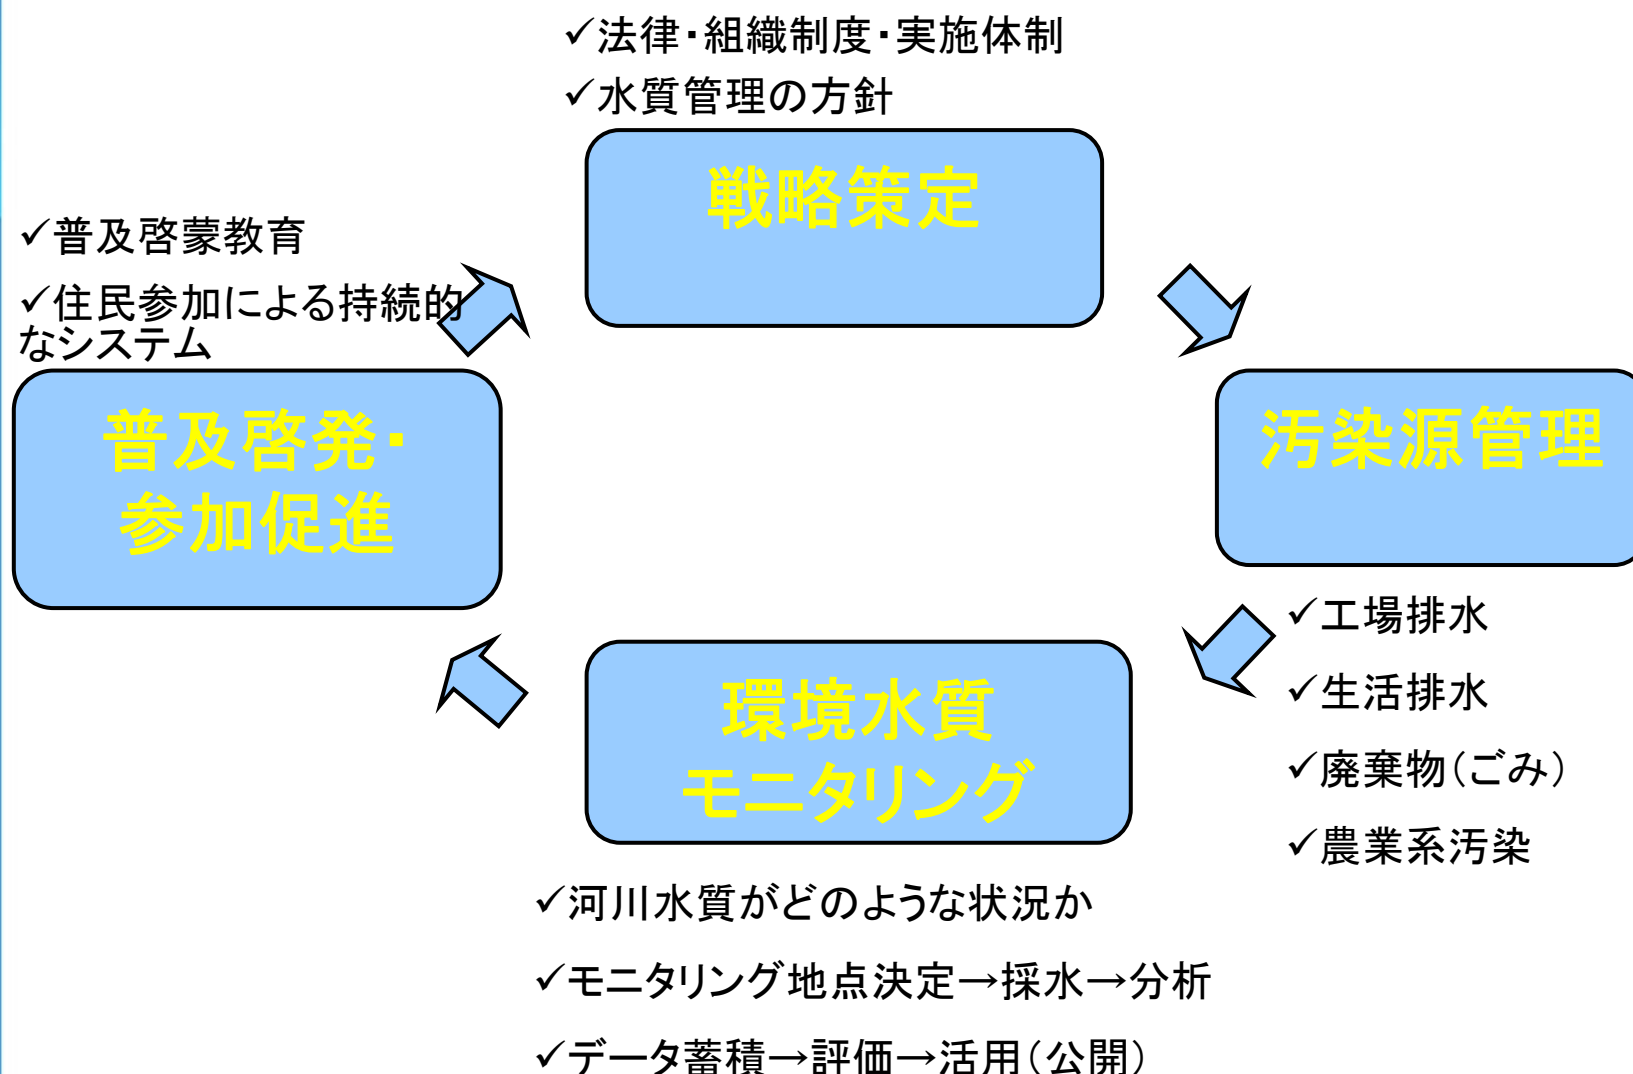 ✓法律・組織制度・実施体制
✓水質管理の方針
戦略策定
✓普及啓蒙教育
✓住民参加による持続的
なシステム
普及啓発・
参加促進
汚染源管理
✓工場排水
✓生活排水
✓廃棄物（ごみ）
✓農業系汚染
環境水質
モニタリング
✓河川水質がどのような状況か
✓モニタリング地点決定→採水→分析
✓データ蓄積→評価→活用（公開）